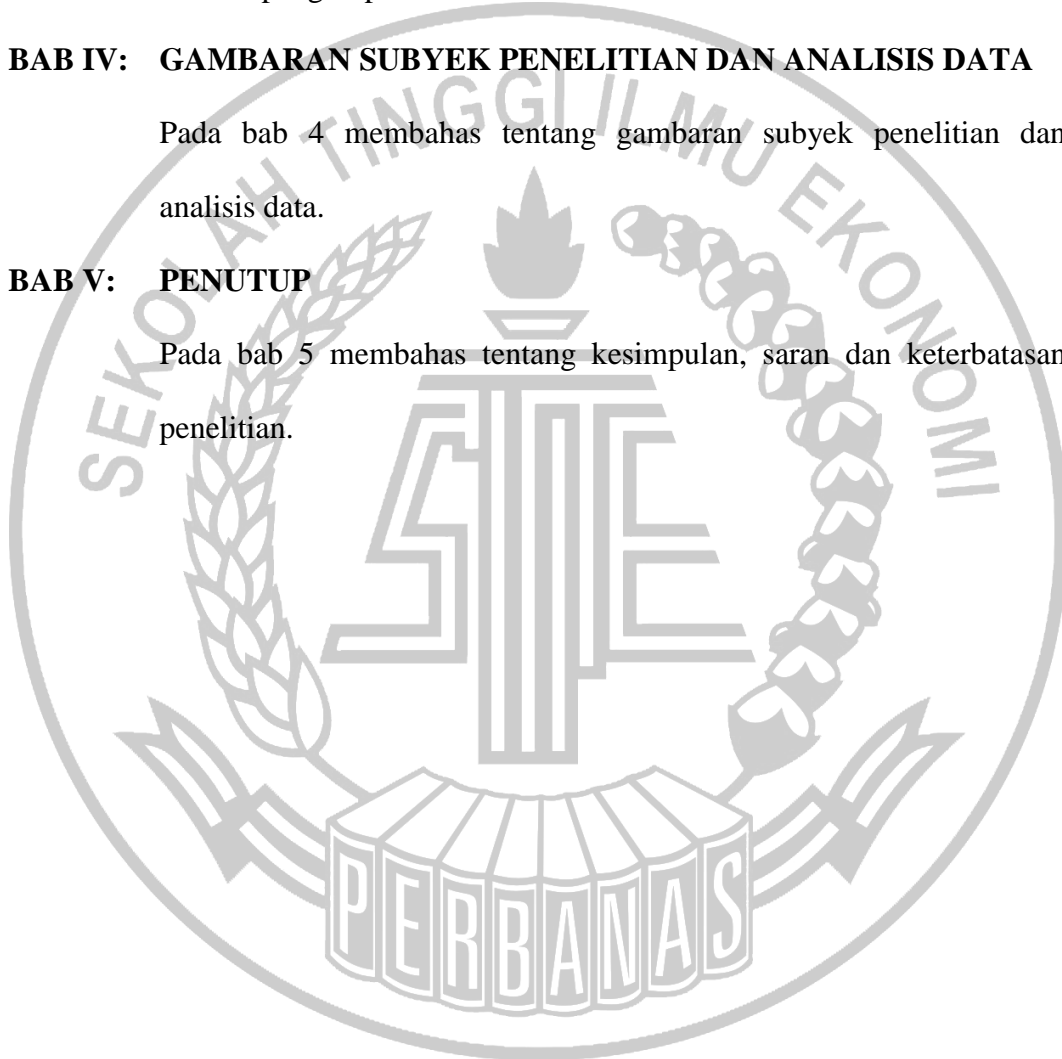 BAB IV: GAMBARAN SUBYEK PENELITIAN DAN ANALISIS DATA
Pada bab 4 membahas tentang gambaran subyek penelitian dan
analisis data.
BAB V: PENUTUP
Pada bab 5 membahas tentang kesimpulan, saran dan keterbatasan
penelitian.
SEKOLAH TINGGI ILMU EKONOMI
STIE
PERBANAS